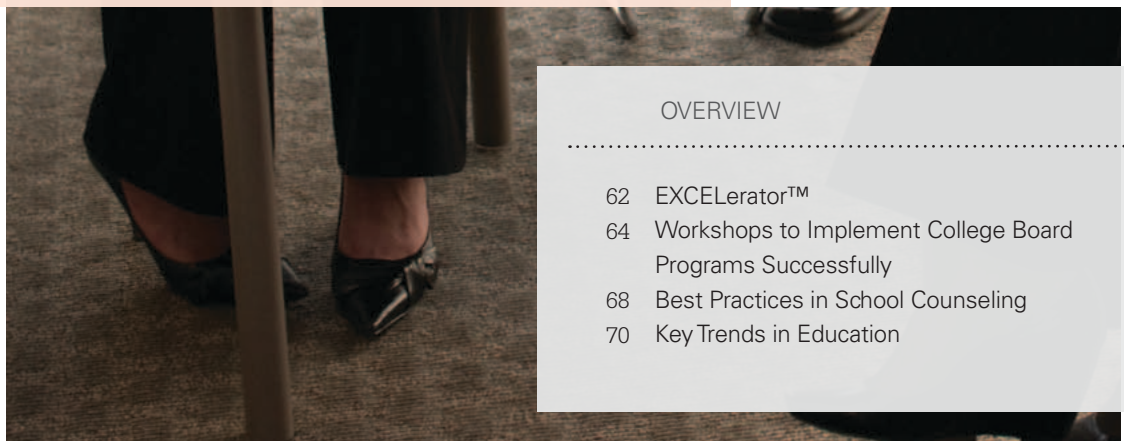 OVERVIEW
62 EXCELerator™
64 Workshops to Implement College Board
Programs Successfully
68 Best Practices in School Counseling
70 Key Trends in Education